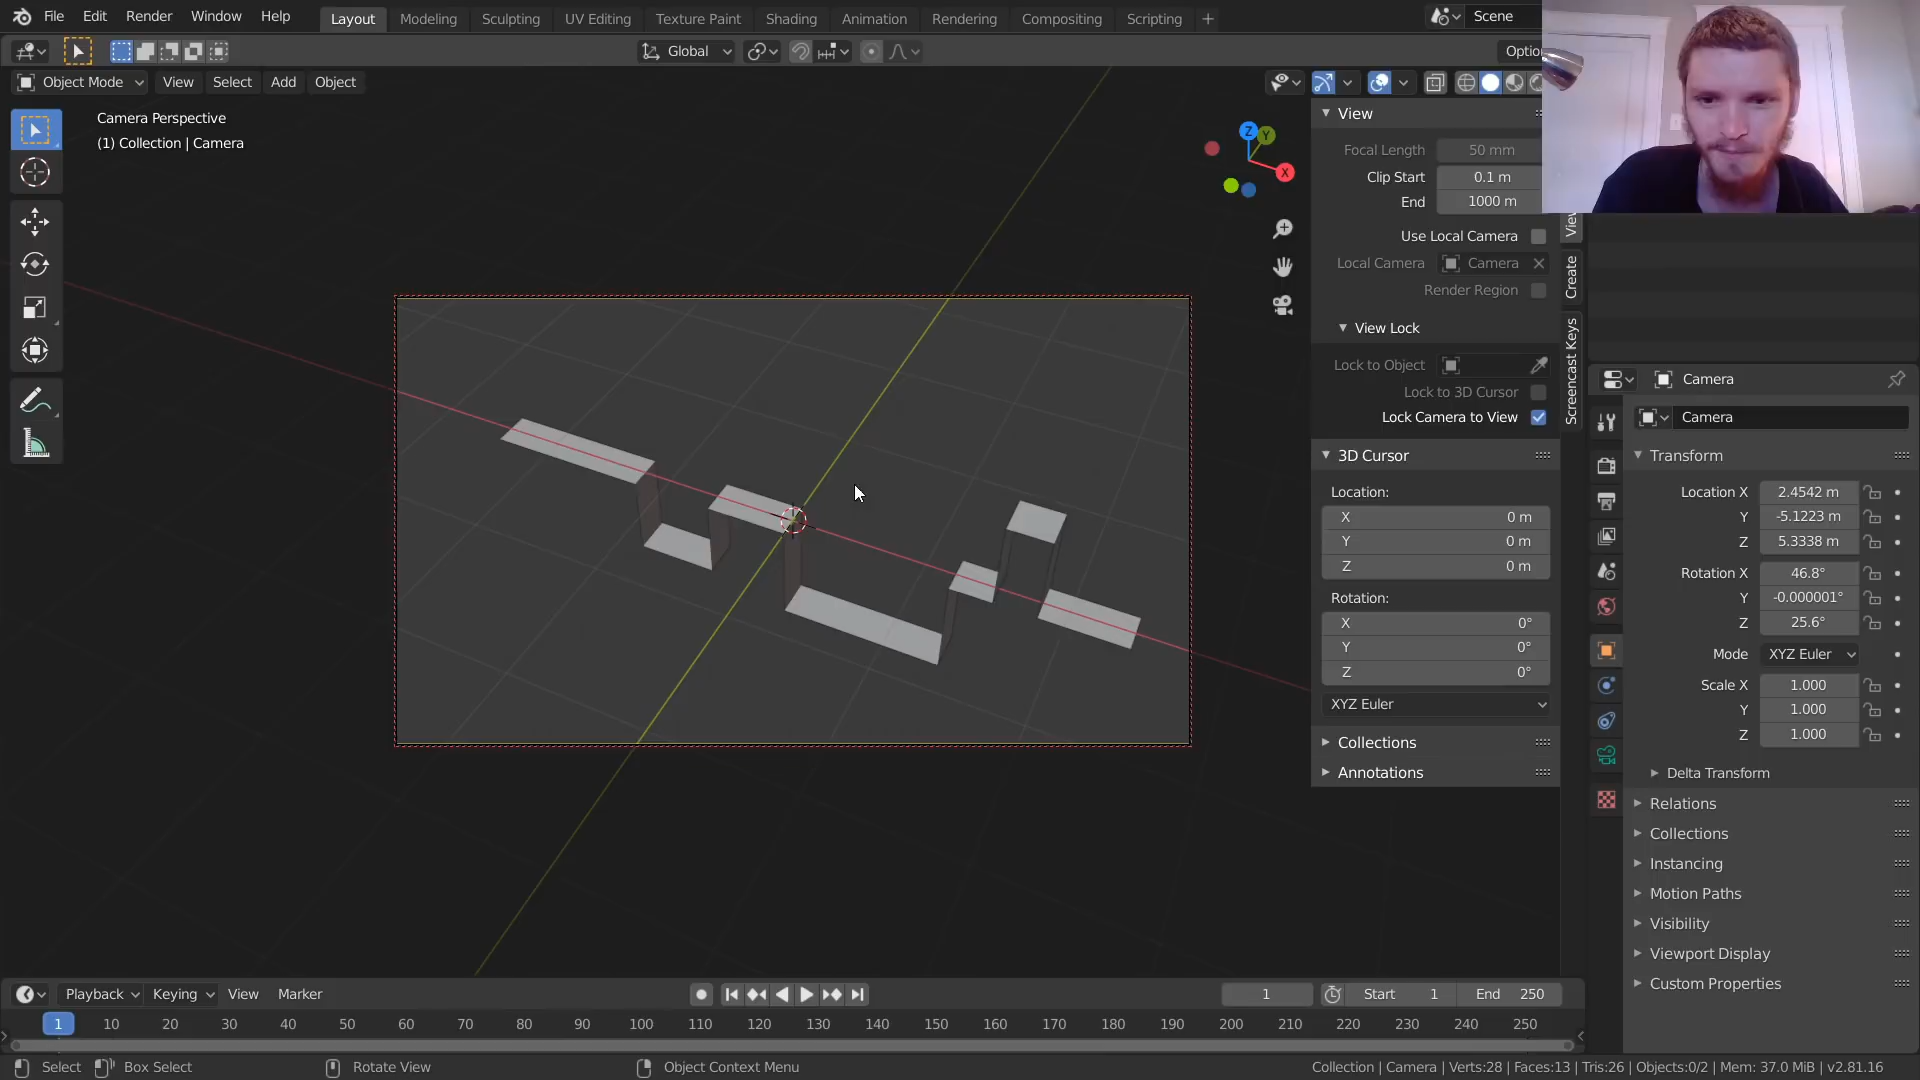 File Edit Render Window Help Layout Modeling Sculpting UV Editing Texture Paint Shading Animation Rendering Compositing Scripting + Scene
Global Optio
Object Mode View Select Add Object
Camera Perspective
(1) Collection | Camera
Z Y X
View
Focal Length 50 mm
Clip Start 0.1 m
End 1000 m
Use Local Camera
Local Camera Camera
Render Region
View Lock
Lock to Object
Lock to 3D Cursor
Lock Camera to View
3D Cursor
Location:
X 0 m
Y 0 m
Z 0 m
Rotation:
X 0°
Y 0°
Z 0°
XYZ Euler
Collections
Annotations
Create
Screencast Keys
Camera
Camera
Transform
Location X 2.4542 m
Y -5.1223 m
Z 5.3338 m
Rotation X 46.8°
Y -0.000001°
Z 25.6°
Mode XYZ Euler
Scale X 1.000
Y 1.000
Z 1.000
Delta Transform
Relations
Collections
Instancing
Motion Paths
Visibility
Viewport Display
Custom Properties
Playback Keying View Marker 1 Start 1 End 250
1 10 20 30 40 50 60 70 80 90 100 110 120 130 140 150 160 170 180 190 200 210 220 230 240 250
Select Box Select Rotate View Object Context Menu Collection | Camera | Verts:28 | Faces:13 | Tris:26 | Objects:0/2 | Mem: 37.0 MiB | v2.81.16